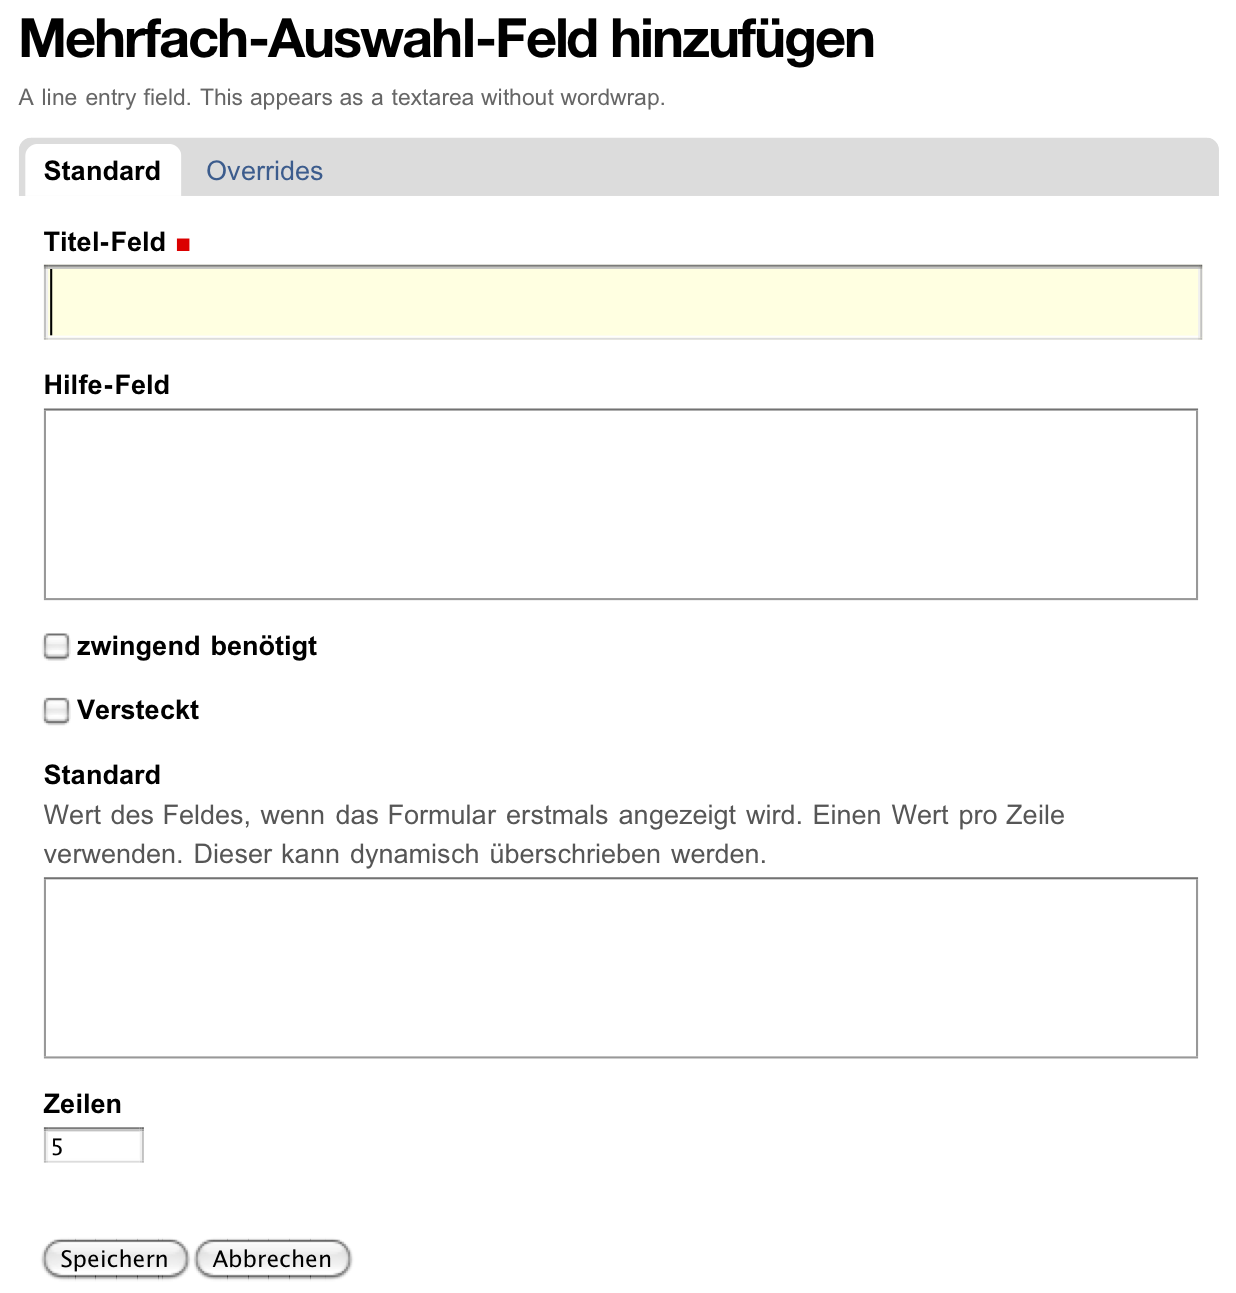 Mehrfach-Auswahl-Feld hinzufügen
A line entry field. This appears as a textarea without wordwrap.
Standard Overrides
Titel-Feld
Hilfe-Feld
zwingend benötigt
Versteckt
Standard
Wert des Feldes, wenn das Formular erstmals angezeigt wird. Einen Wert pro Zeile
verwenden. Dieser kann dynamisch überschrieben werden.
Zeilen
5
Speichern Abbrechen